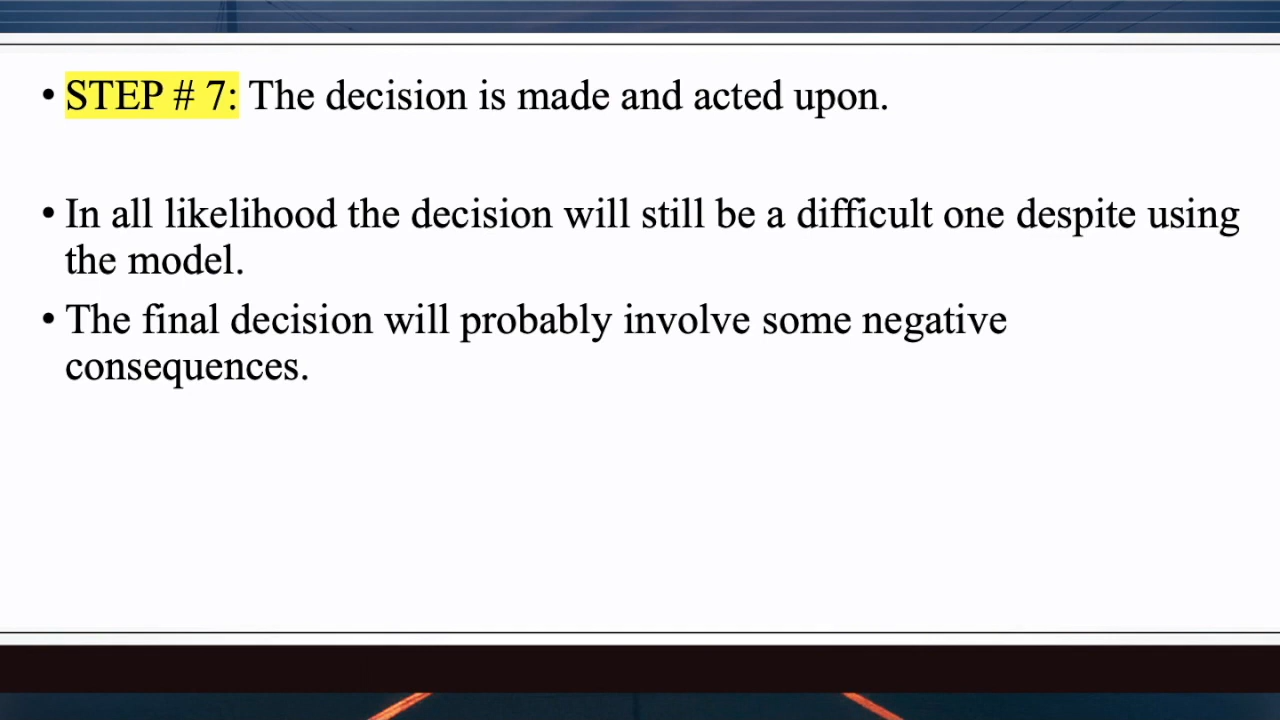 • STEP # 7: The decision is made and acted upon.
• In all likelihood the decision will still be a difficult one despite using
the model.
• The final decision will probably involve some negative
consequences.